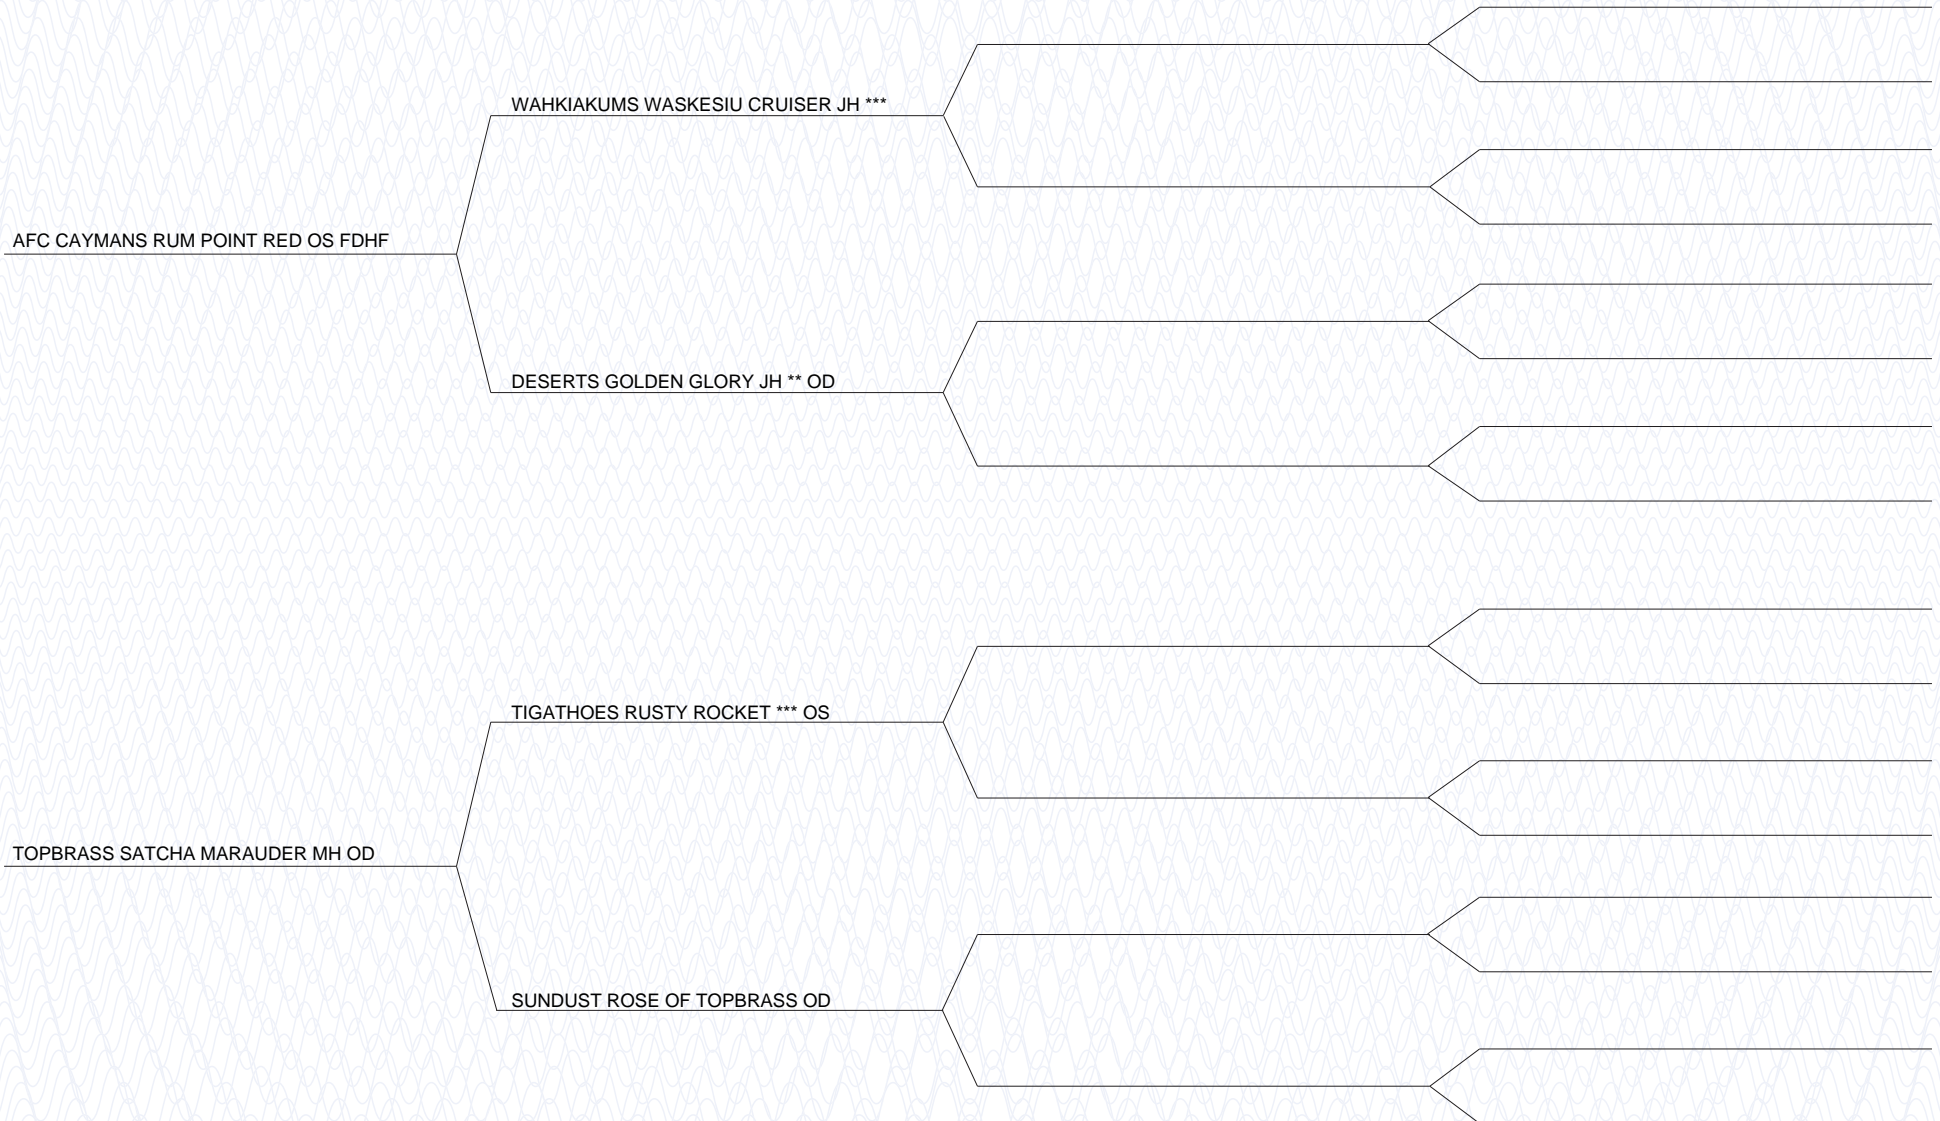 WAHKIAKUMS WASKESIU CRUISER JH ***
AFC CAYMANS RUM POINT RED OS FDHF
DESERTS GOLDEN GLORY JH ** OD
TIGATHOES RUSTY ROCKET *** OS
TOPBRASS SATCHA MARAUDER MH OD
SUNDUST ROSE OF TOPBRASS OD